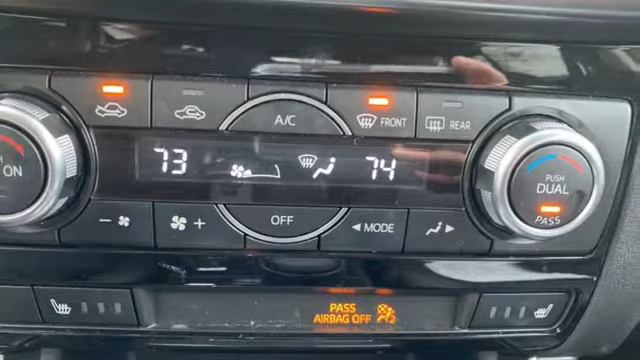 A/C
FRONT
REAR
ON
73
74
PUSH
DUAL
PASS
OFF
MODE
PASS
AIRBAG OFF